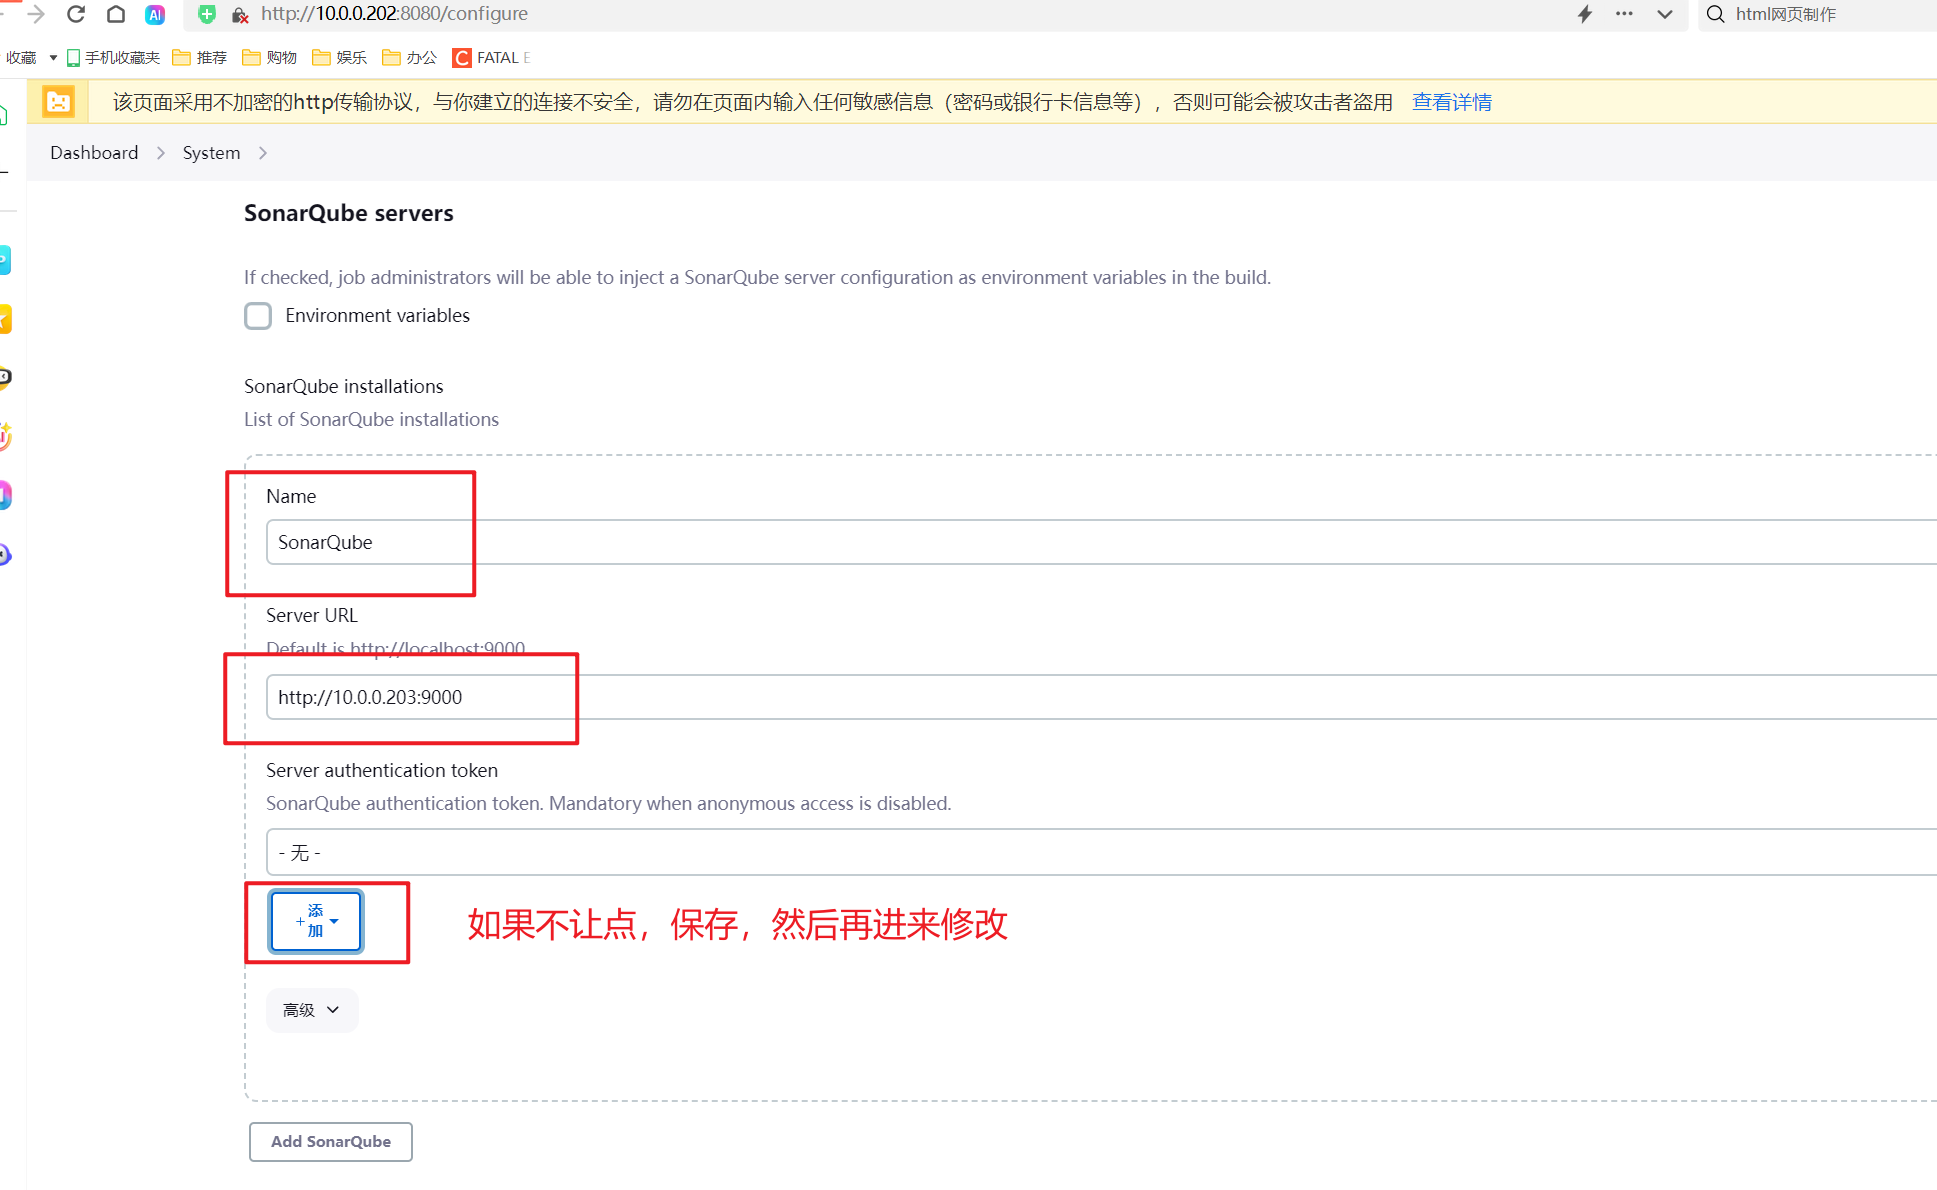 http://10.0.0.202:8080/configure
html网页制作
收藏
手机收藏夹
推荐
购物
娱乐
办公
FATAL E
该页面采用不加密的http传输协议，与你建立的连接不安全，请勿在页面内输入任何敏感信息（密码或银行卡信息等），否则可能会被攻击者盗用 查看详情
Dashboard
System
SonarQube servers
If checked, job administrators will be able to inject a SonarQube server configuration as environment variables in the build.
Environment variables
SonarQube installations
List of SonarQube installations
Name
SonarQube
Server URL
Default is http://localhost:9000
http://10.0.0.203:9000
Server authentication token
SonarQube authentication token. Mandatory when anonymous access is disabled.
- 无 -
+添
加
如果不让点，保存，然后再进来修改
高级
Add SonarQube